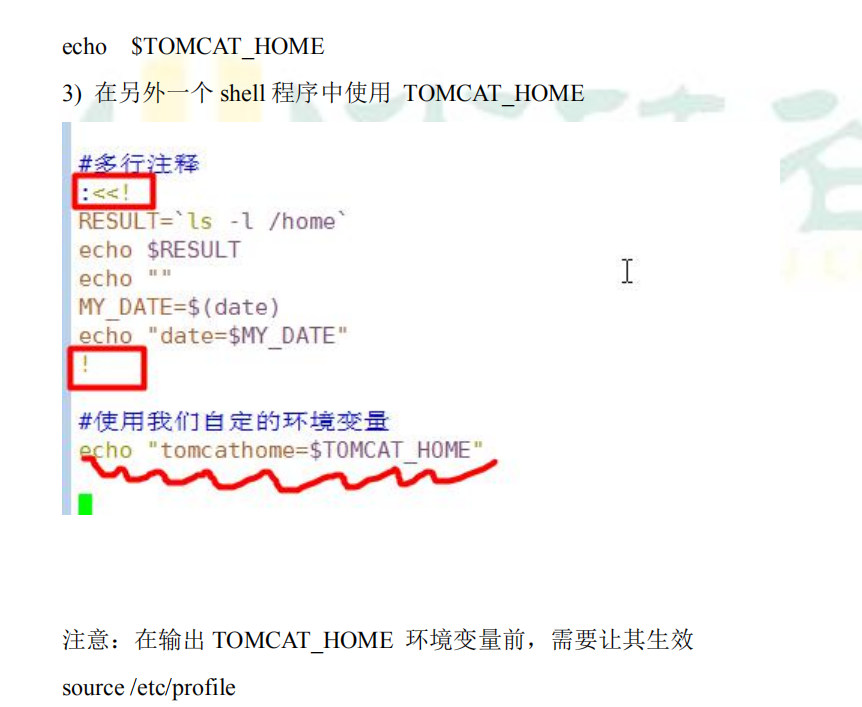 echo $TOMCAT_HOME
3) 在另外一个 shell 程序中使用 TOMCAT_HOME
#多行注释
:<<!
RESULT=`ls -l /home`
echo $RESULT
echo ""
MY_DATE=$(date)
echo "date=$MY_DATE"
!
#使用我们自定的环境变量
echo "tomcathome=$TOMCAT_HOME"
注意：在输出 TOMCAT_HOME 环境变量前，需要让其生效
source /etc/profile